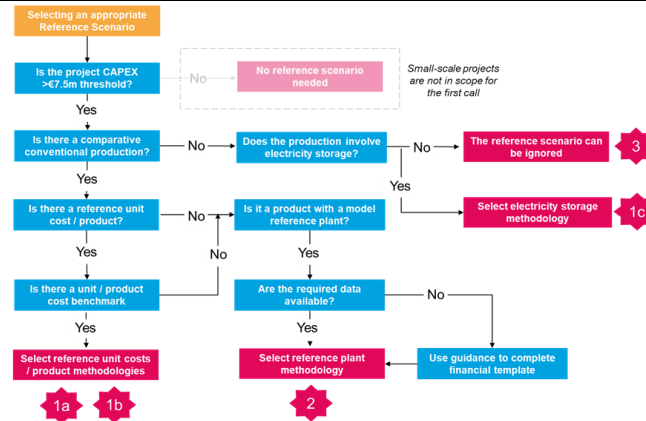 Selecting an appropriate
Reference Scenario
Is the project CAPEX
>€7.5m threshold?
No
No reference scenario
needed
Small-scale projects
are not in scope for
the first call
Yes
Is there a comparative
conventional production?
No
Does the production involve
electricity storage?
No
The reference scenario
can be ignored
3
Yes
Yes
Select electricity storage
methodology
1c
Is there a reference unit
cost / product?
No
Is it a product with a model
reference plant?
Yes
No
Yes
Is there a unit / product
cost benchmark
Are the required data
available?
No
Yes
Yes
Select reference unit costs
/ product methodologies
Select reference plant
methodology
Use guidance to complete
financial template
1a
1b
2